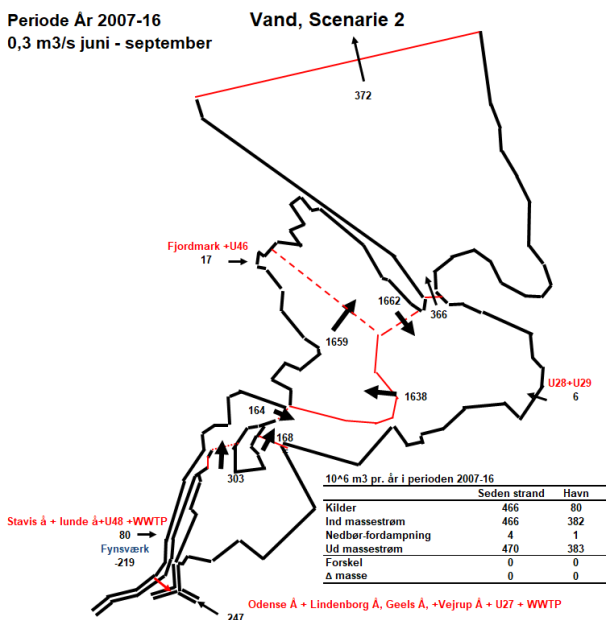 Periode År 2007-16
Vand, Scenarie 2
0,3 m3/s juni - september
372
Fjordmark +U46
17
1662
366
1659
U28+U29
6
1638
164
168
303
10^6 m3 pr. år i perioden 2007-16
Seden strand Havn
Kilder 466 80
Ind massestrøm 466 382
Nedbør-fordampning 4 1
Ud massestrøm 470 383
Forskel 0 0
Δ masse 0 0
Stavis å + lunde å+U48 +WWTP
80
Fynsværk
-219
Odense Å + Lindenborg Å, Geels Å, +Vejrup Å + U27 + WWTP
247